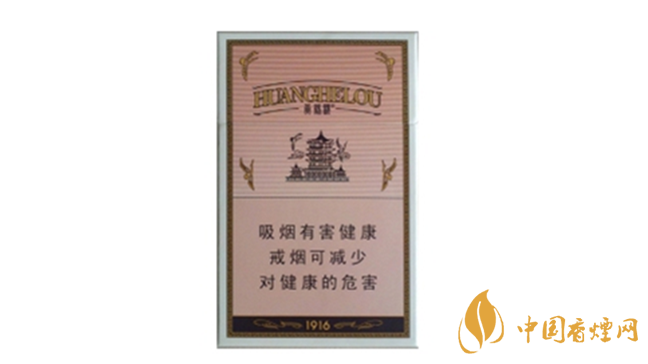 HUANGHELOU
黄鹤楼
吸烟有害健康
戒烟可减少
对健康的危害
1916
中国香烟网